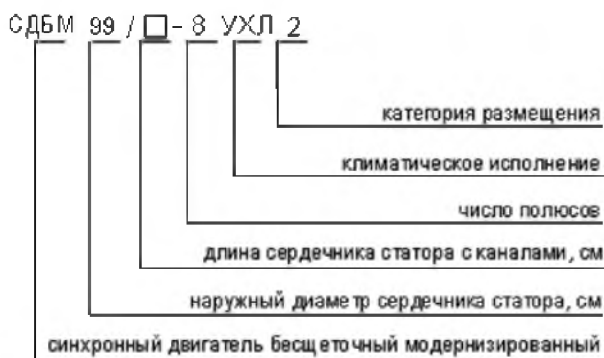 СДБМ 99 / □ - 8 УХЛ 2
категория размещения
климатическое исполнение
число полюсов
длина сердечника статора с каналами, см
наружный диаметр сердечника статора, см
синхронный двигатель бесщеточный модернизированный